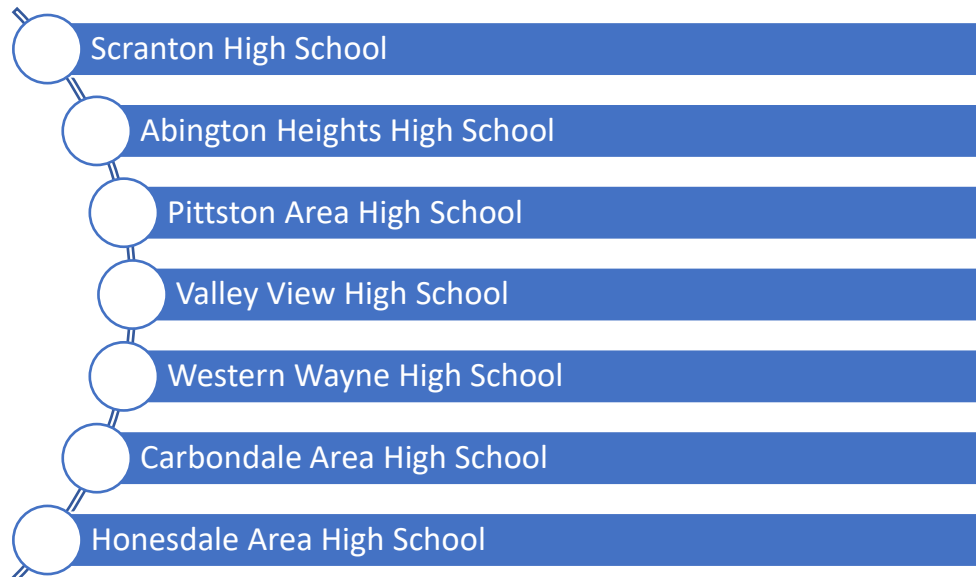 Scranton High School
Abington Heights High School
Pittston Area High School
Valley View High School
Western Wayne High School
Carbondale Area High School
Honesdale Area High School